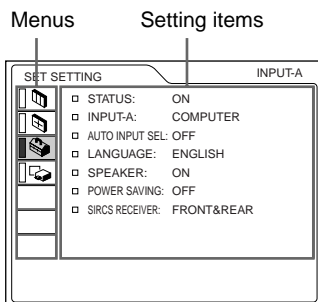 Menus Setting items
SET SETTING INPUT-A
STATUS: ON
INPUT-A: COMPUTER
AUTO INPUT SEL: OFF
LANGUAGE: ENGLISH
SPEAKER: ON
POWER SAVING: OFF
SIRCS RECEIVER: FRONT&REAR